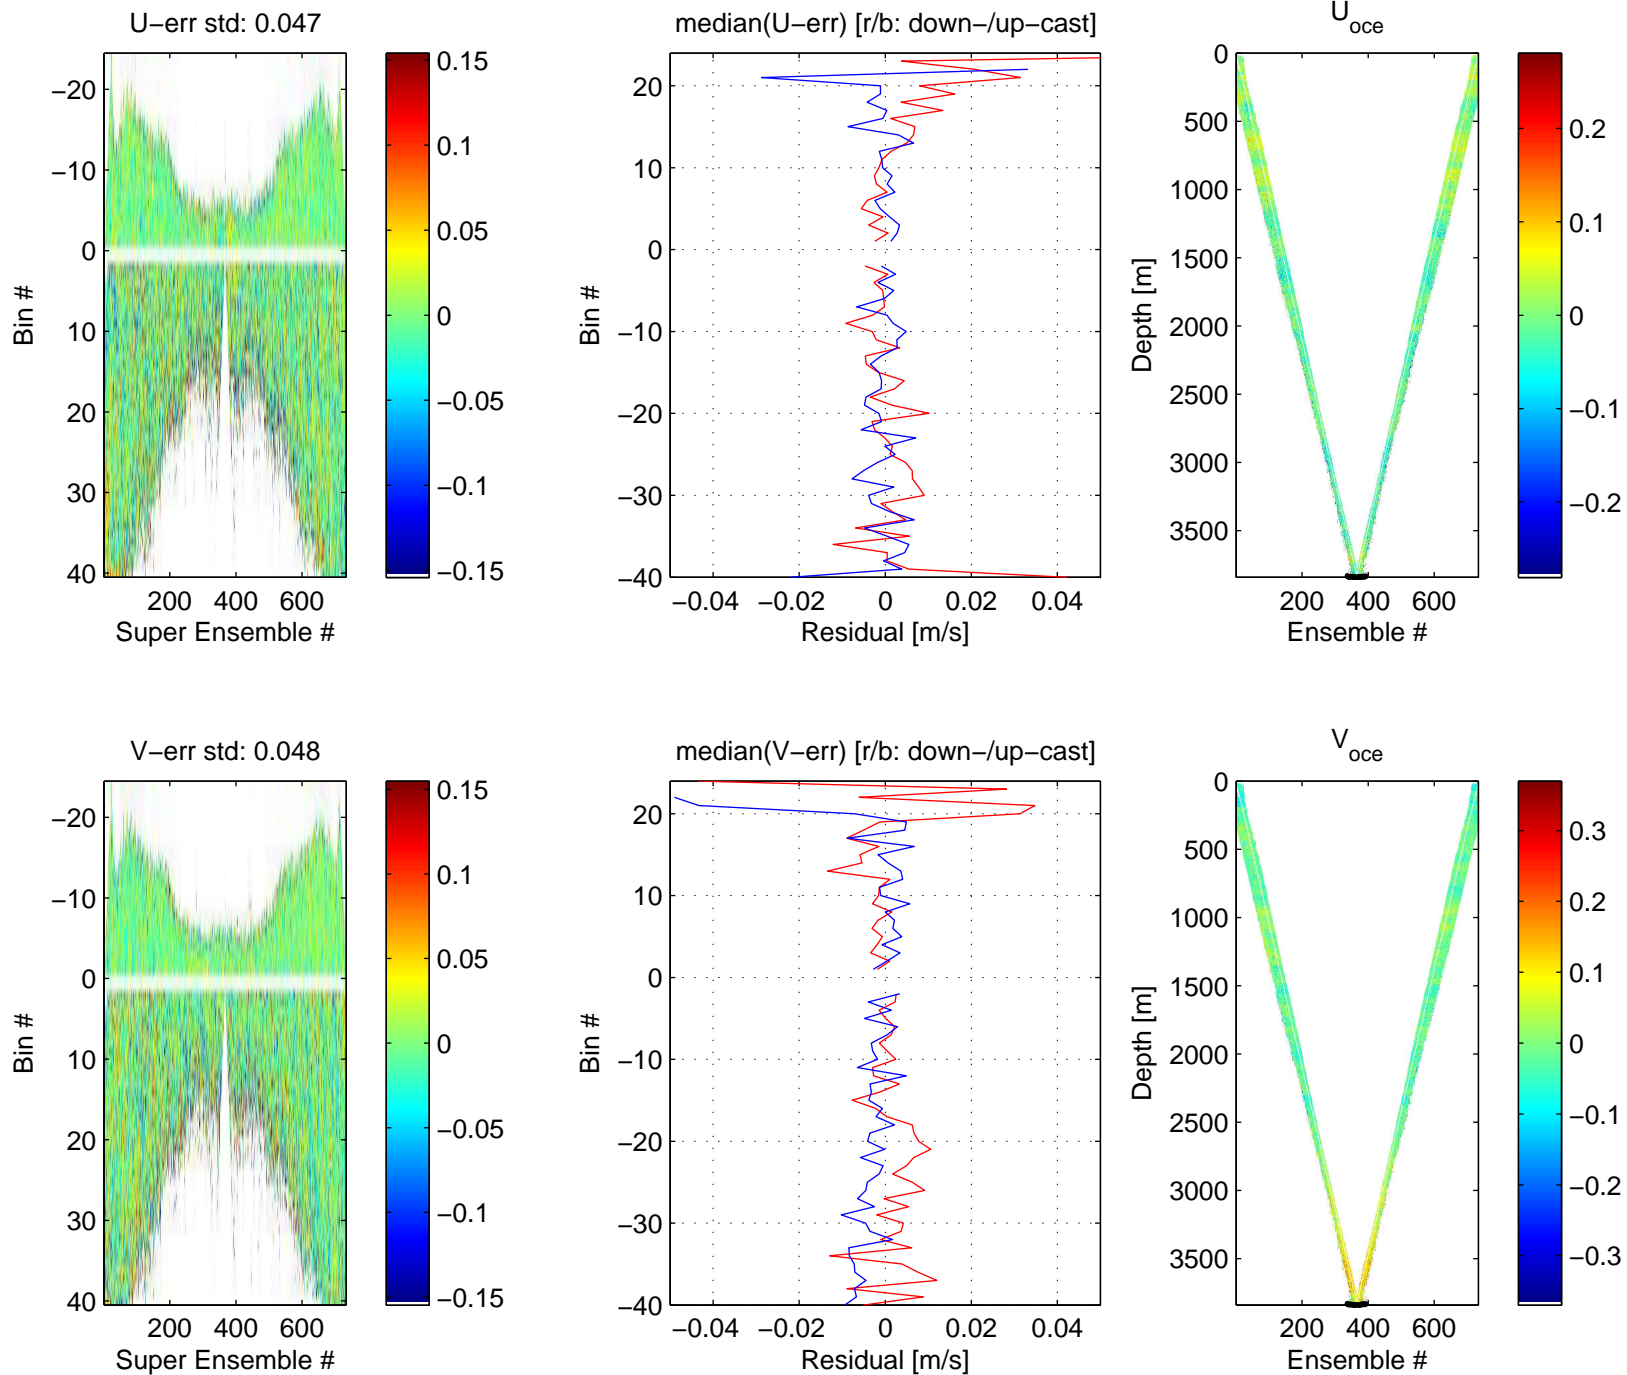 U−err std: 0.047
−20
−10
0
10
20
30
40
Bin #
200 400 600
Super Ensemble #
0.15
0.1
0.05
0
−0.05
−0.1
−0.15
median(U−err) [r/b: down−/up−cast]
20
10
0
−10
−20
−30
−40
Bin #
−0.04 −0.02 0 0.02 0.04
Residual [m/s]
U_oce
0
500
1000
1500
2000
2500
3000
3500
Depth [m]
200 400 600
Ensemble #
0.2
0.1
0
−0.1
−0.2
V−err std: 0.048
−20
−10
0
10
20
30
40
Bin #
200 400 600
Super Ensemble #
0.15
0.1
0.05
0
−0.05
−0.1
−0.15
median(V−err) [r/b: down−/up−cast]
20
10
0
−10
−20
−30
−40
Bin #
−0.04 −0.02 0 0.02 0.04
Residual [m/s]
V_oce
0
500
1000
1500
2000
2500
3000
3500
Depth [m]
200 400 600
Ensemble #
0.3
0.2
0.1
0
−0.1
−0.2
−0.3